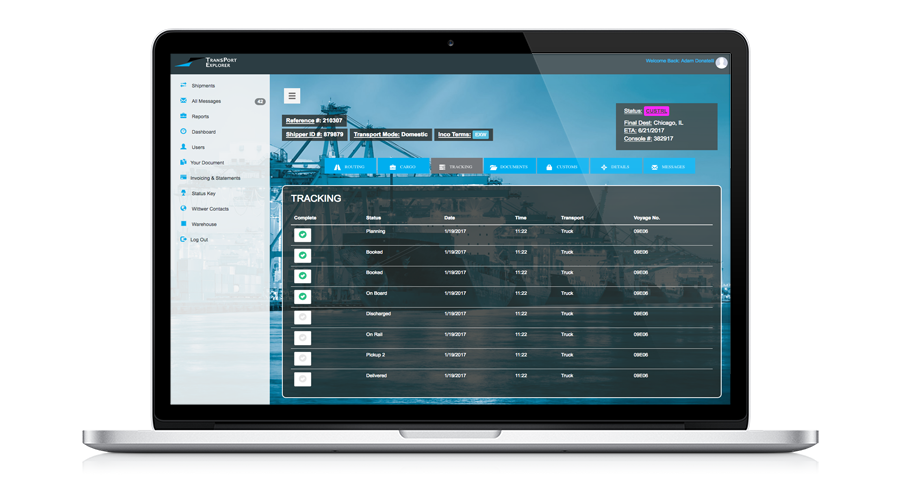 TRANSPORT
EXPLORER
Welcome Back: Adam Donatelli
Shipments
All Messages 42
Reports
Dashboard
Users
Your Document
Invoicing & Statements
Status Key
Witwer Contacts
Warehouse
Log Out
Reference #: 210307
Shipper ID #: 879879 Transport Mode: Domestic Inco Terms: EXW
Status:
Final Dest: Chicago, IL
ETA: 6/21/2017
Console #: 382917
ROUTING CARGO TRACKING DOCUMENTS CUSTOMS DETAILS MESSAGES
TRACKING
Complete Status Date Time Transport Voyage No.
Planning 1/19/2017 11:22 Truck 09E06
Booked 1/19/2017 11:22 Truck 09E06
Booked 1/19/2017 11:22 Truck 09E06
On Board 1/19/2017 11:22 Truck 09E06
Discharged 1/19/2017 11:22 Truck 09E06
On Rail 1/19/2017 11:22 Truck 09E06
Pickup 2 1/19/2017 11:22 Truck 09E06
Delivered 1/19/2017 11:22 Truck 09E06